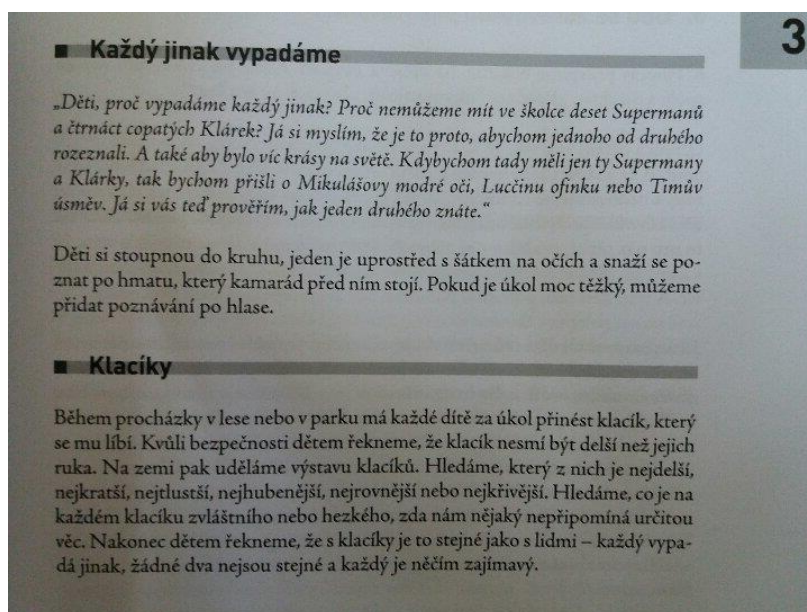 3
Každý jinak vypadáme
„Děti, proč vypadáme každý jinak? Proč nemůžeme mít ve školce deset Supermanů
a čtrnáct copatých Klárek? Já si myslím, že je to proto, abychom jednoho od druhého
rozeznali. A také aby bylo víc krásy na světě. Kdybychom tady měli jen ty Supermany
a Klárky, tak bychom přišli o Mikulášovy modré oči, Lucčinu ofinku nebo Timův
úsměv. Já si vás teď prověřím, jak jeden druhého znáte.“
Děti si stoupnou do kruhu, jeden je uprostřed s šátkem na očích a snaží se po-
znat po hmatu, který kamarád před ním stojí. Pokud je úkol moc těžký, můžeme
přidat poznávání po hlase.
Klacíky
Během procházky v lese nebo v parku má každé dítě za úkol přinést klacík, který
se mu líbí. Kvůli bezpečnosti dětem řekneme, že klacík nesmí být delší než jejich
ruka. Na zemi pak uděláme výstavu klacíků. Hledáme, který z nich je nejdelší,
nejkratší, nejtlustší, nejhubenější, nejrovnější nebo nejkřivější. Hledáme, co je na
každém klacíku zvláštního nebo hezkého, zda nám nějaký nepřipomíná určitou
věc. Nakonec dětem řekneme, že s klacíky je to stejné jako s lidmi – každý vypa-
dá jinak, žádné dva nejsou stejné a každý je něčím zajímavý.